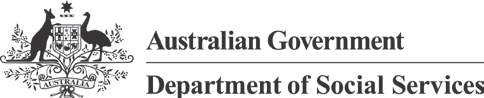 AUSTRALIA
Australian Government
Department of Social Services